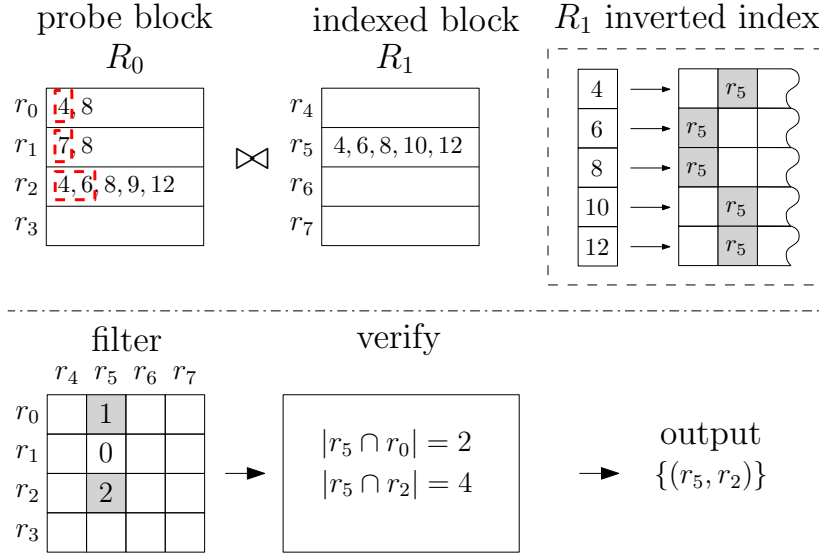 probe block indexed block R₁ inverted index
R₀ R₁
r₀ 4, 8
r₁ 7, 8
r₂ 4, 6, 8, 9, 12
r₃
⋈
r₄
r₅ 4, 6, 8, 10, 12
r₆
r₇
4 → r₅
6 → r₅
8 → r₅
10 → r₅
12 → r₅
filter
r₄ r₅ r₆ r₇
r₀ 1
r₁ 0
r₂ 2
r₃
verify
|r₅ ∩ r₀| = 2
|r₅ ∩ r₂| = 4
output
{(r₅, r₂)}